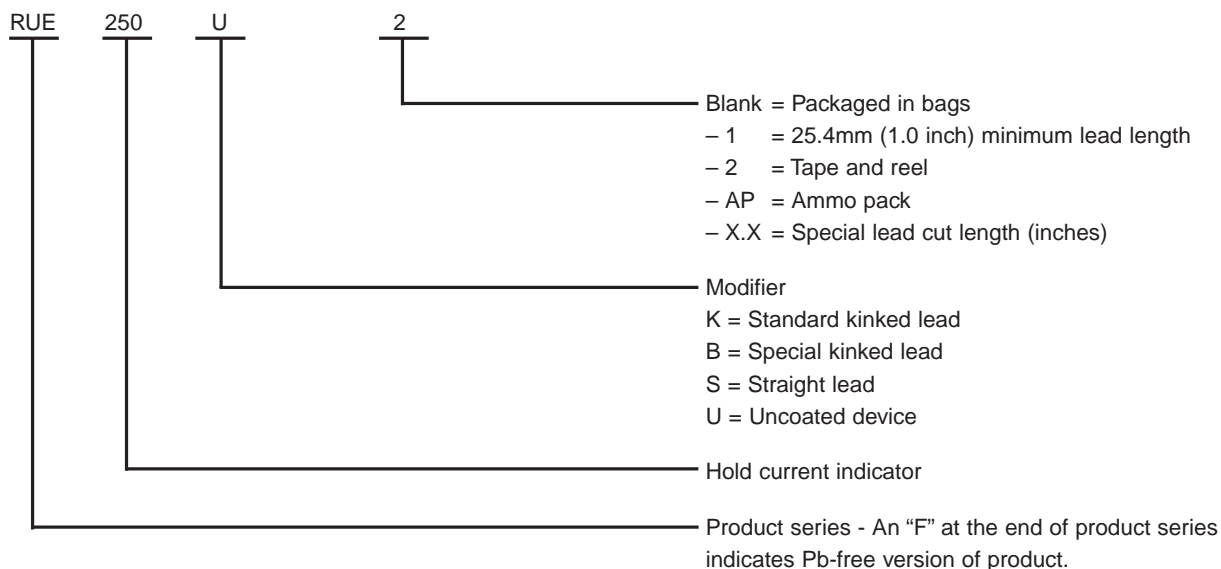 RUE 250 U 2
Blank = Packaged in bags
– 1 = 25.4mm (1.0 inch) minimum lead length
– 2 = Tape and reel
– AP = Ammo pack
– X.X = Special lead cut length (inches)
Modifier
K = Standard kinked lead
B = Special kinked lead
S = Straight lead
U = Uncoated device
Hold current indicator
Product series - An “F” at the end of product series
indicates Pb-free version of product.